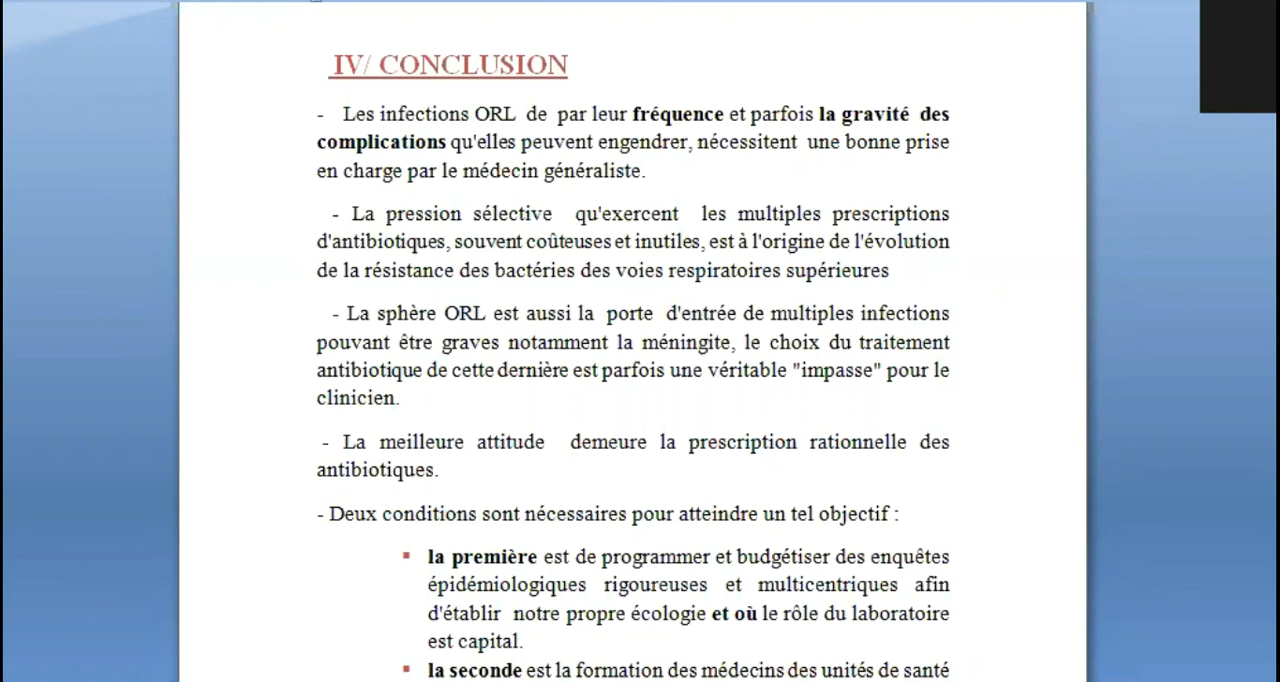 IV/ CONCLUSION
- Les infections ORL de par leur fréquence et parfois la gravité des
complications qu'elles peuvent engendrer, nécessitent une bonne prise
en charge par le médecin généraliste.
- La pression sélective qu'exercent les multiples prescriptions
d'antibiotiques, souvent coûteuses et inutiles, est à l'origine de l'évolution
de la résistance des bactéries des voies respiratoires supérieures
- La sphère ORL est aussi la porte d'entrée de multiples infections
pouvant être graves notamment la méningite, le choix du traitement
antibiotique de cette dernière est parfois une véritable "impasse" pour le
clinicien.
- La meilleure attitude demeure la prescription rationnelle des
antibiotiques.
- Deux conditions sont nécessaires pour atteindre un tel objectif :
▪ la première est de programmer et budgétiser des enquêtes
épidémiologiques rigoureuses et multicentriques afin
d'établir notre propre écologie et où le rôle du laboratoire
est capital.
▪ la seconde est la formation des médecins des unités de santé